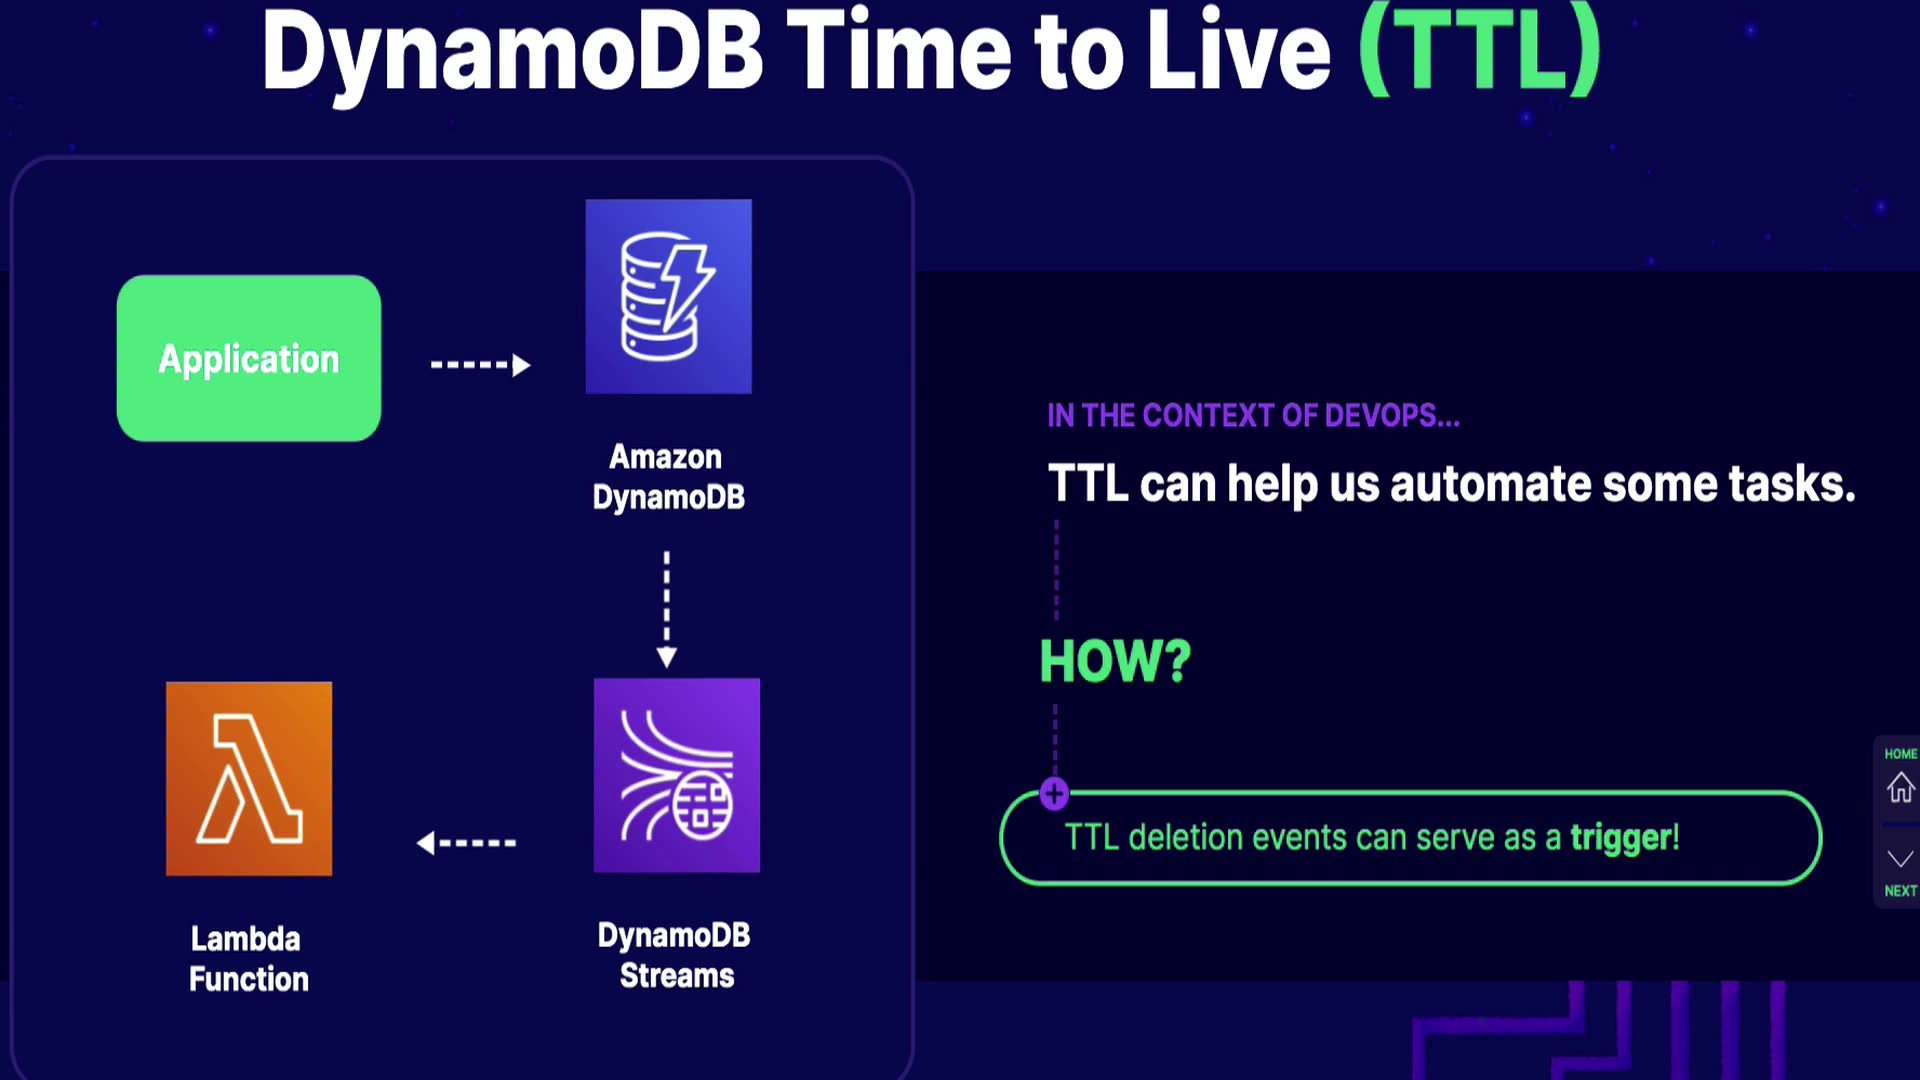 DynamoDB Time to Live (TTL)
Application
Amazon
DynamoDB
Lambda
Function
DynamoDB
Streams
IN THE CONTEXT OF DEVOPS...
TTL can help us automate some tasks.
HOW?
TTL deletion events can serve as a trigger!
HOME
NEXT